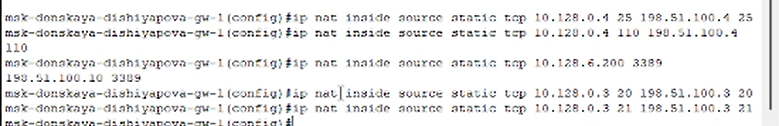 msk-donskaya-dishiyapova-gw-1(config)#ip nat inside source static tcp 10.128.0.4 25 198.51.100.4 25
msk-donskaya-dishiyapova-gw-1(config)#ip nat inside source static tcp 10.128.0.4 110 198.51.100.4
110
msk-donskaya-dishiyapova-gw-1(config)#ip nat inside source static tcp 10.128.6.200 3389
198.51.100.10 3389
msk-donskaya-dishiyapova-gw-1(config)#ip nat inside source static tcp 10.128.0.3 20 198.51.100.3 20
msk-donskaya-dishiyapova-gw-1(config)#ip nat inside source static tcp 10.128.0.3 21 198.51.100.3 21
msk-donskaya-dishiyapova-gw-1(config)#